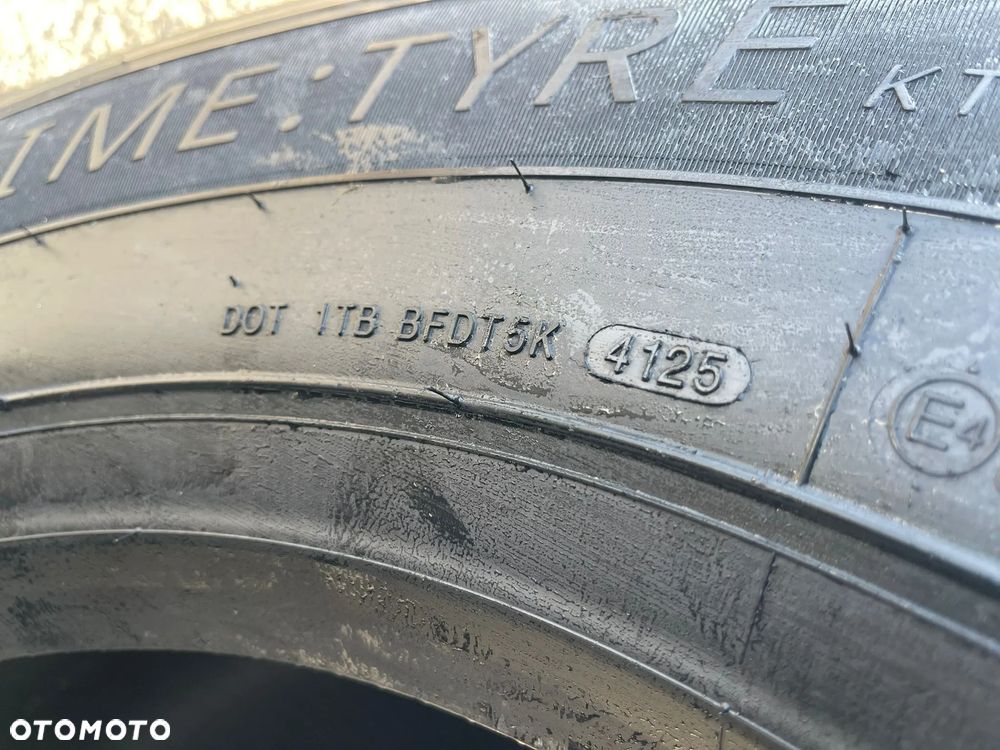 IME:TYRE KT
DOT 1TB BFDT5K 4125
E4
OTOMOTO